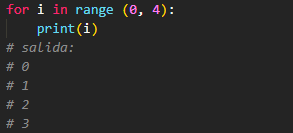 for i in range (0, 4):
    print(i)
# salida:
# 0
# 1
# 2
# 3